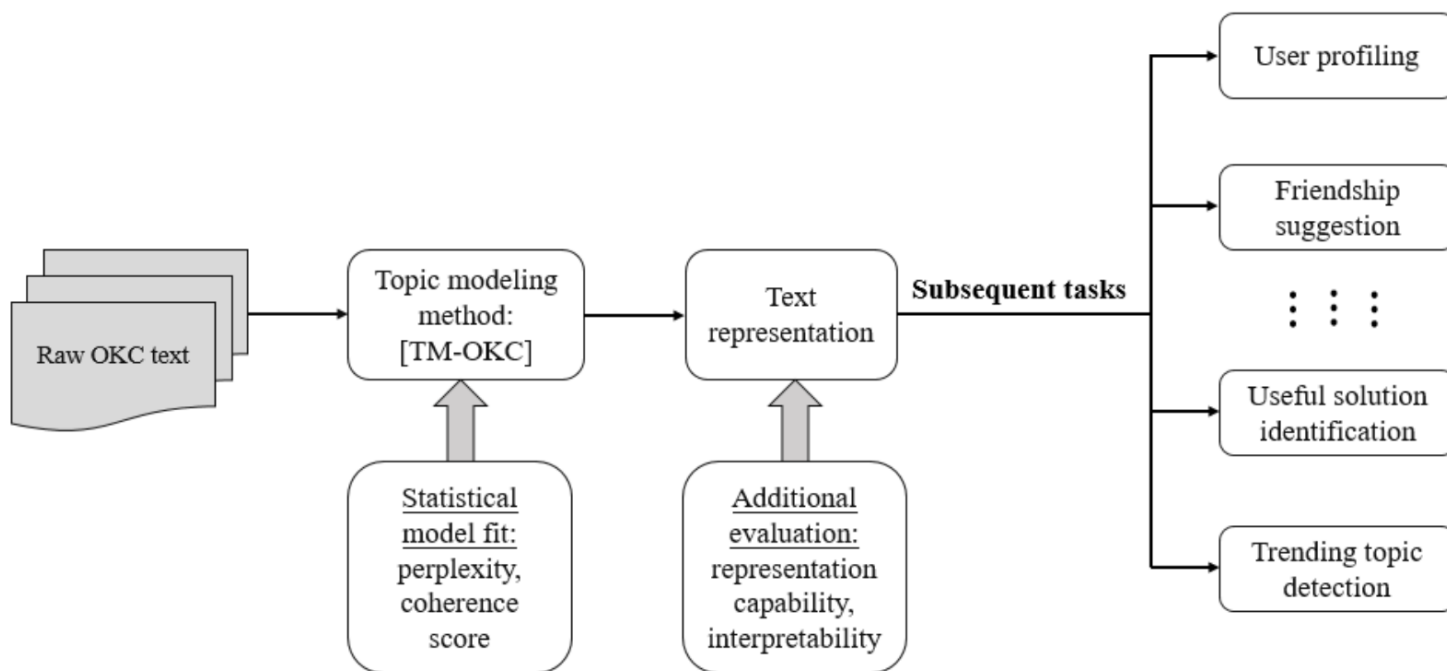 Raw OKC text
Topic modeling
method:
[TM-OKC]
Statistical
model fit:
perplexity,
coherence
score
Text
representation
Additional
evaluation:
representation
capability,
interpretability
Subsequent tasks
User profiling
Friendship
suggestion
Useful solution
identification
Trending topic
detection